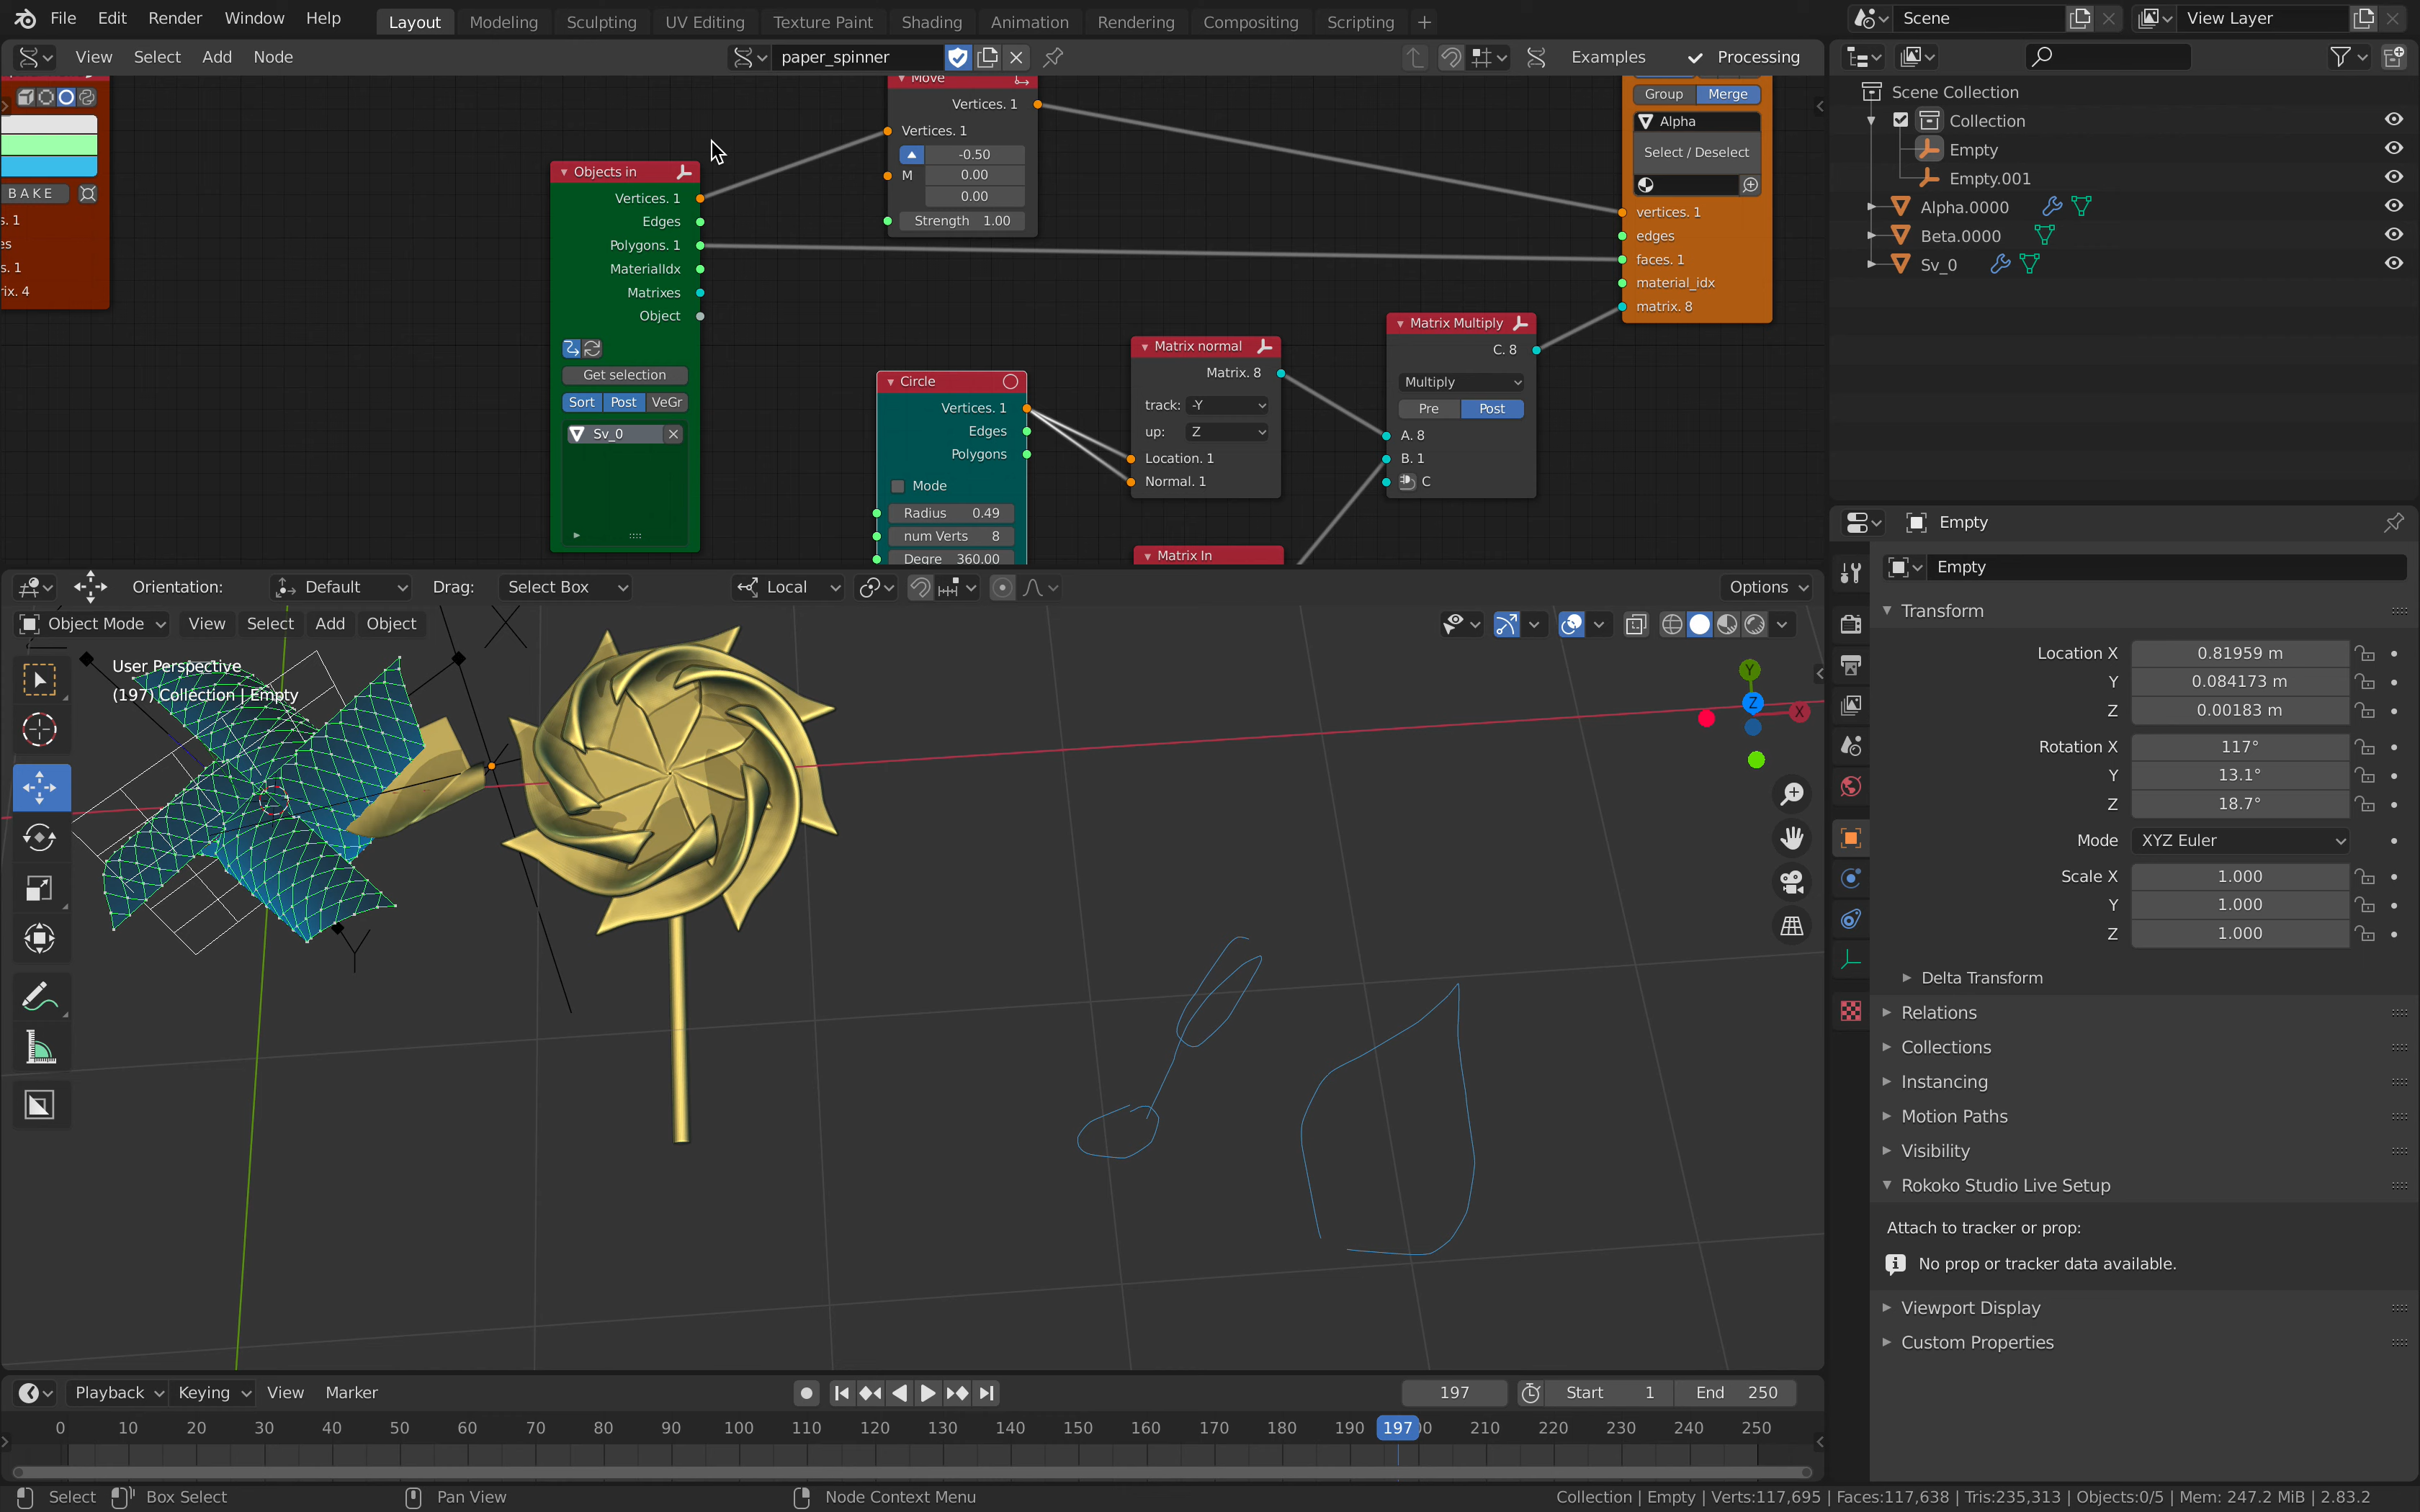 File Edit Render Window Help Layout Modeling Sculpting UV Editing Texture Paint Shading Animation Rendering Compositing Scripting + Scene View Layer
View Select Add Node paper_spinner Examples Processing
Move
Vertices. 1
Vertices. 1
-0.50
M 0.00
0.00
Strength 1.00
Group Merge
Alpha
Select / Deselect
vertices. 1
edges
faces. 1
material_idx
matrix. 8
BAKE
s. 1
es
s. 1
ix. 4
Objects in
Vertices. 1
Edges
Polygons. 1
MaterialIdx
Matrixes
Object
Get selection
Sort Post VeGr
Sv_0
Circle
Vertices. 1
Edges
Polygons
Mode
Radius 0.49
num Verts 8
Degre 360.00
Matrix normal
Matrix. 8
track: -Y
up: Z
Location. 1
Normal. 1
Matrix Multiply
C. 8
Multiply
Pre Post
A. 8
B. 1
C
Matrix In
Scene Collection
Collection
Empty
Empty.001
Alpha.0000
Beta.0000
Sv_0
Orientation: Default Drag: Select Box Local Options
Object Mode View Select Add Object
User Perspective
(197) Collection | Empty
Y
Z
X
Empty
Empty
Transform
Location X 0.81959 m
Y 0.084173 m
Z 0.00183 m
Rotation X 117°
Y 13.1°
Z 18.7°
Mode XYZ Euler
Scale X 1.000
Y 1.000
Z 1.000
Delta Transform
Relations
Collections
Instancing
Motion Paths
Visibility
Rokoko Studio Live Setup
Attach to tracker or prop:
No prop or tracker data available.
Viewport Display
Custom Properties
Playback Keying View Marker 197 Start 1 End 250
0 10 20 30 40 50 60 70 80 90 100 110 120 130 140 150 160 170 180 190 197 210 220 230 240 250
Select Box Select Pan View Node Context Menu Collection | Empty | Verts:117,695 | Faces:117,638 | Tris:235,313 | Objects:0/5 | Mem: 247.2 MiB | 2.83.2